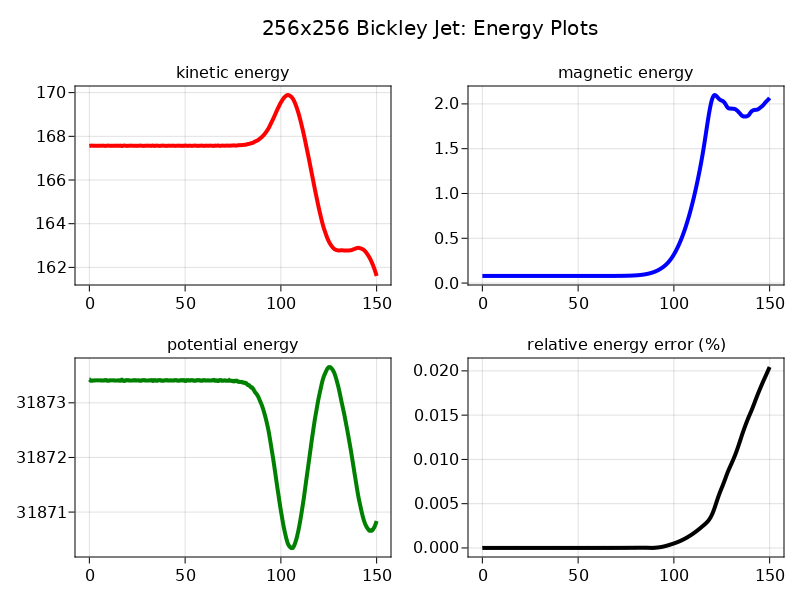 256x256 Bickley Jet: Energy Plots
kinetic energy
170
168
166
164
162
0 50 100 150
magnetic energy
2.0
1.5
1.0
0.5
0.0
0 50 100 150
potential energy
31873
31872
31871
0 50 100 150
relative energy error (%)
0.020
0.015
0.010
0.005
0.000
0 50 100 150